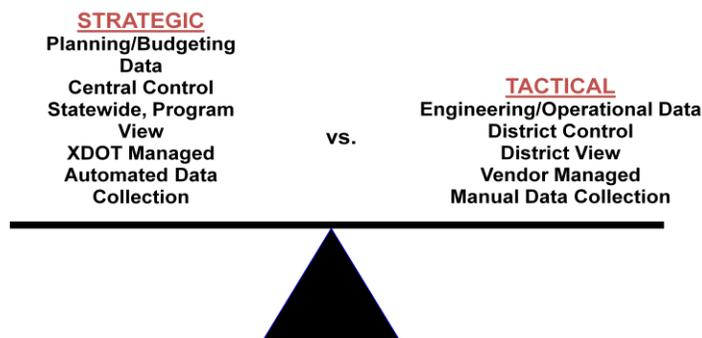 STRATEGIC
Planning/Budgeting
Data
Central Control
Statewide, Program
View
XDOT Managed
Automated Data
Collection
vs.
TACTICAL
Engineering/Operational Data
District Control
District View
Vendor Managed
Manual Data Collection